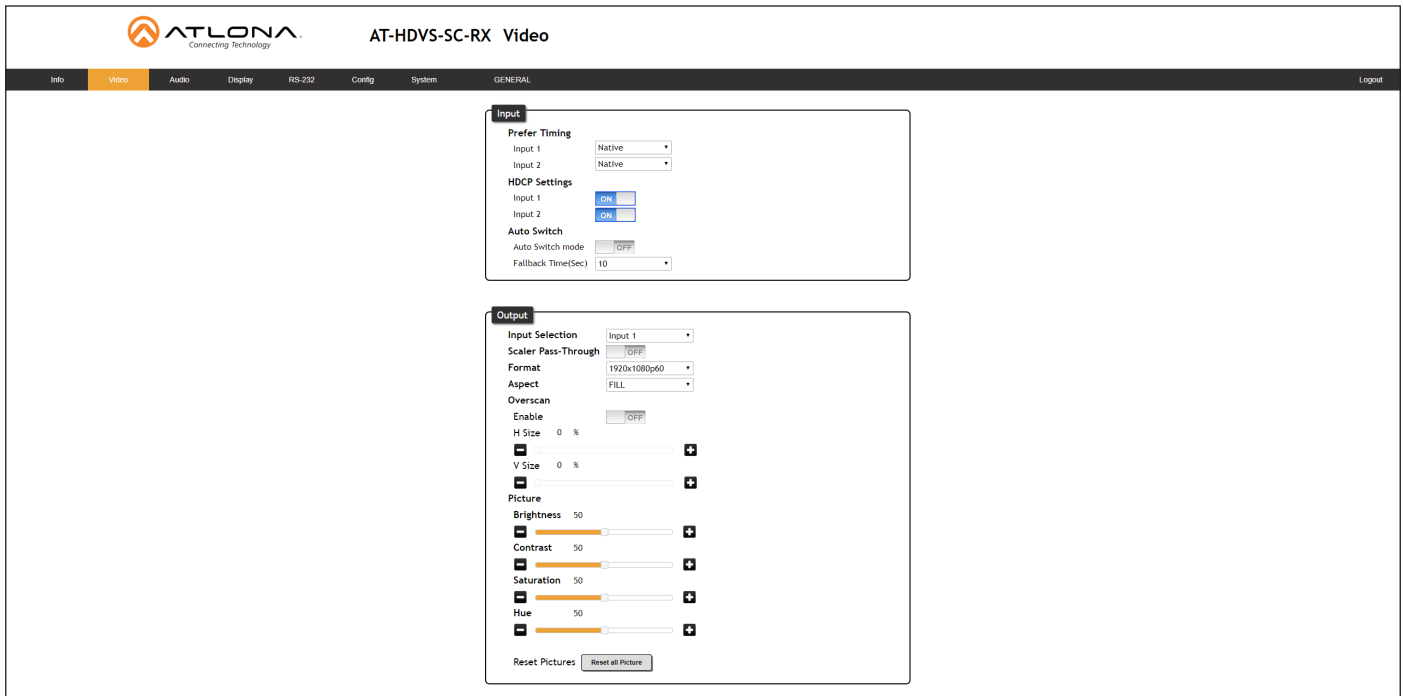 ATLONA.
Connecting Technology
AT-HDVS-SC-RX Video
Info Video Audio Display RS-232 Config System GENERAL Logout
Input
Prefer Timing
Input 1 Native
Input 2 Native
HDCP Settings
Input 1 ON
Input 2 ON
Auto Switch
Auto Switch mode OFF
Fallback Time(Sec) 10
Output
Input Selection Input 1
Scaler Pass-Through OFF
Format 1920x1080p60
Aspect FILL
Overscan
Enable OFF
H Size 0 %
V Size 0 %
Picture
Brightness 50
Contrast 50
Saturation 50
Hue 50
Reset Pictures Reset all Picture